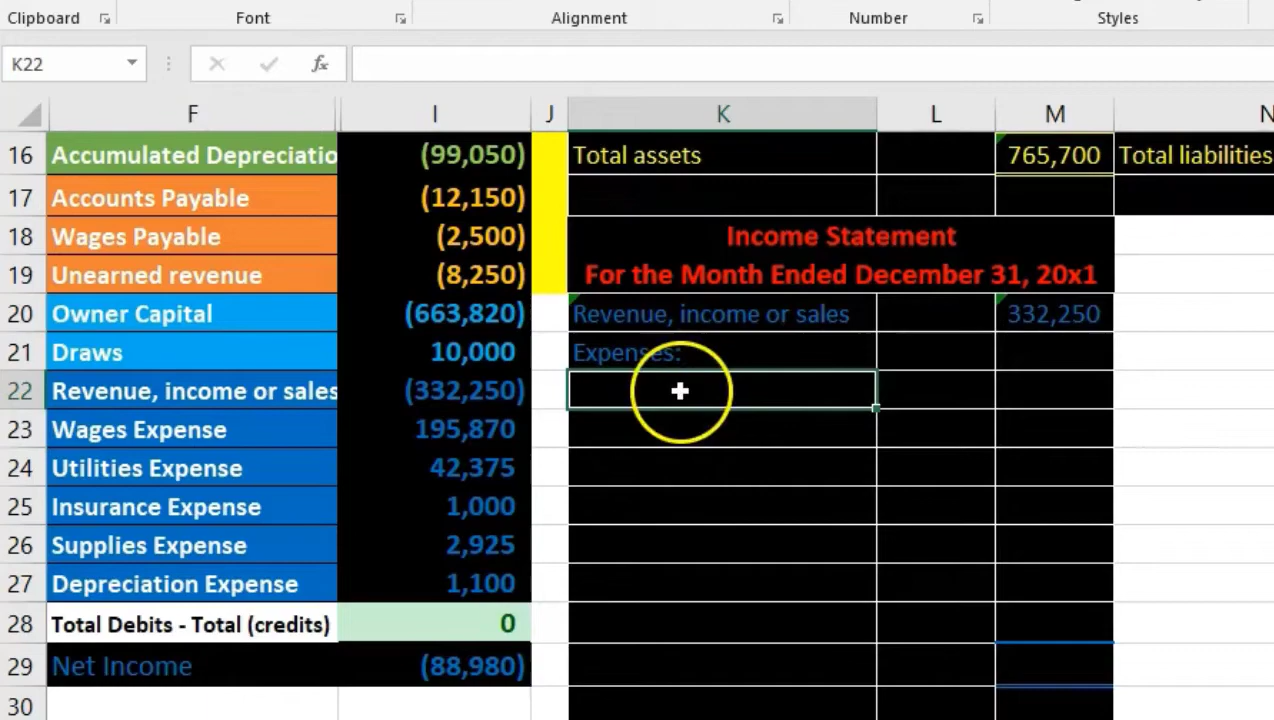 Clipboard Font Alignment Number Styles
K22 fx
F I J K L M N
16 Accumulated Depreciatio (99,050) Total assets 765,700 Total liabilities
17 Accounts Payable (12,150)
18 Wages Payable (2,500) Income Statement
19 Unearned revenue (8,250) For the Month Ended December 31, 20x1
20 Owner Capital (663,820) Revenue, income or sales 332,250
21 Draws 10,000 Expenses:
22 Revenue, income or sales (332,250)
23 Wages Expense 195,870
24 Utilities Expense 42,375
25 Insurance Expense 1,000
26 Supplies Expense 2,925
27 Depreciation Expense 1,100
28 Total Debits - Total (credits) 0
29 Net Income (88,980)
30